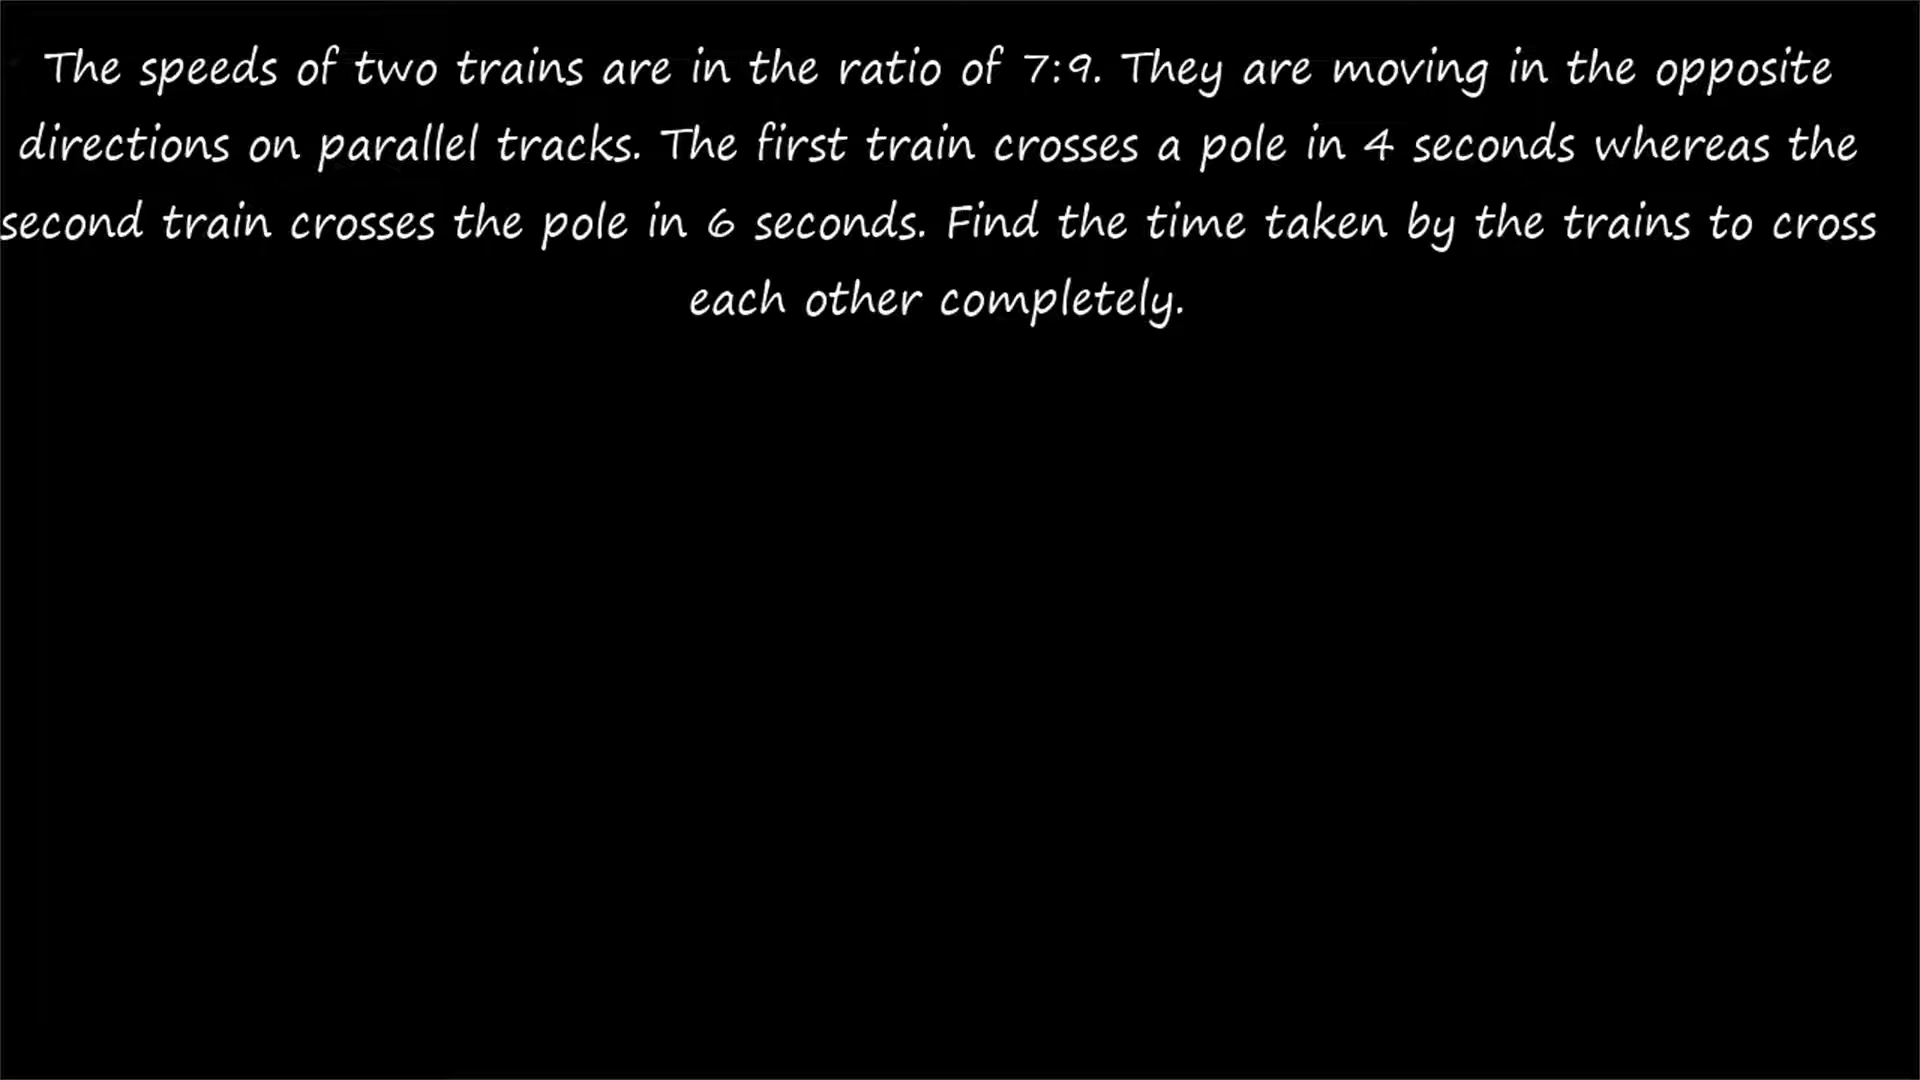 The speeds of two trains are in the ratio of 7:9. They are moving in the opposite
directions on parallel tracks. The first train crosses a pole in 4 seconds whereas the
second train crosses the pole in 6 seconds. Find the time taken by the trains to cross
each other completely.